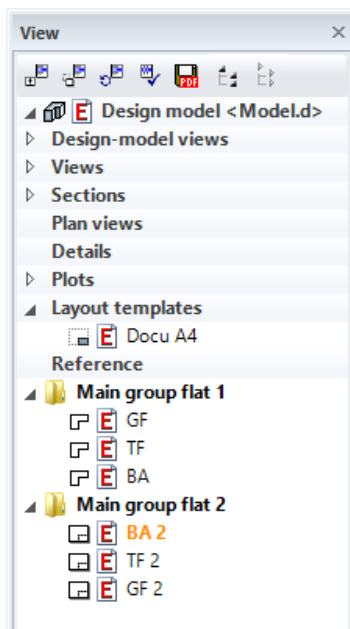 View
PDF
E Design model <Model.d>
Design-model views
Views
Sections
Plan views
Details
Plots
Layout templates
E Docu A4
Reference
Main group flat 1
E GF
E TF
E BA
Main group flat 2
E BA 2
E TF 2
E GF 2